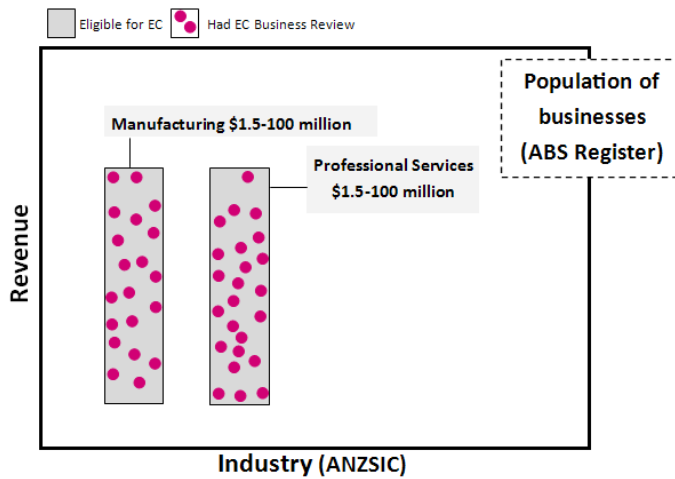 Eligible for EC
Had EC Business Review
Population of
businesses
(ABS Register)
Manufacturing $1.5-100 million
Professional Services
$1.5-100 million
Revenue
Industry (ANZSIC)